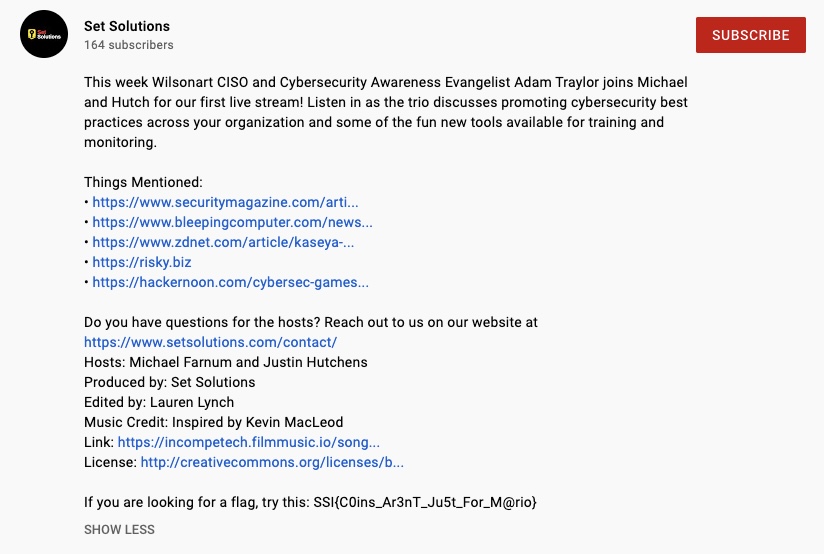 Set Solutions
164 subscribers
SUBSCRIBE
Set
Solutions
This week Wilsonart CISO and Cybersecurity Awareness Evangelist Adam Traylor joins Michael
and Hutch for our first live stream! Listen in as the trio discusses promoting cybersecurity best
practices across your organization and some of the fun new tools available for training and
monitoring.
Things Mentioned:
• https://www.securitymagazine.com/arti...
• https://www.bleepingcomputer.com/news...
• https://www.zdnet.com/article/kaseya-...
• https://risky.biz
• https://hackernoon.com/cybersec-games...
Do you have questions for the hosts? Reach out to us on our website at
https://www.setsolutions.com/contact/
Hosts: Michael Farnum and Justin Hutchens
Produced by: Set Solutions
Edited by: Lauren Lynch
Music Credit: Inspired by Kevin MacLeod
Link: https://incompetech.filmmusic.io/song...
License: http://creativecommons.org/licenses/b...
If you are looking for a flag, try this: SSI{C0ins_Ar3nT_Ju5t_For_M@rio}
SHOW LESS